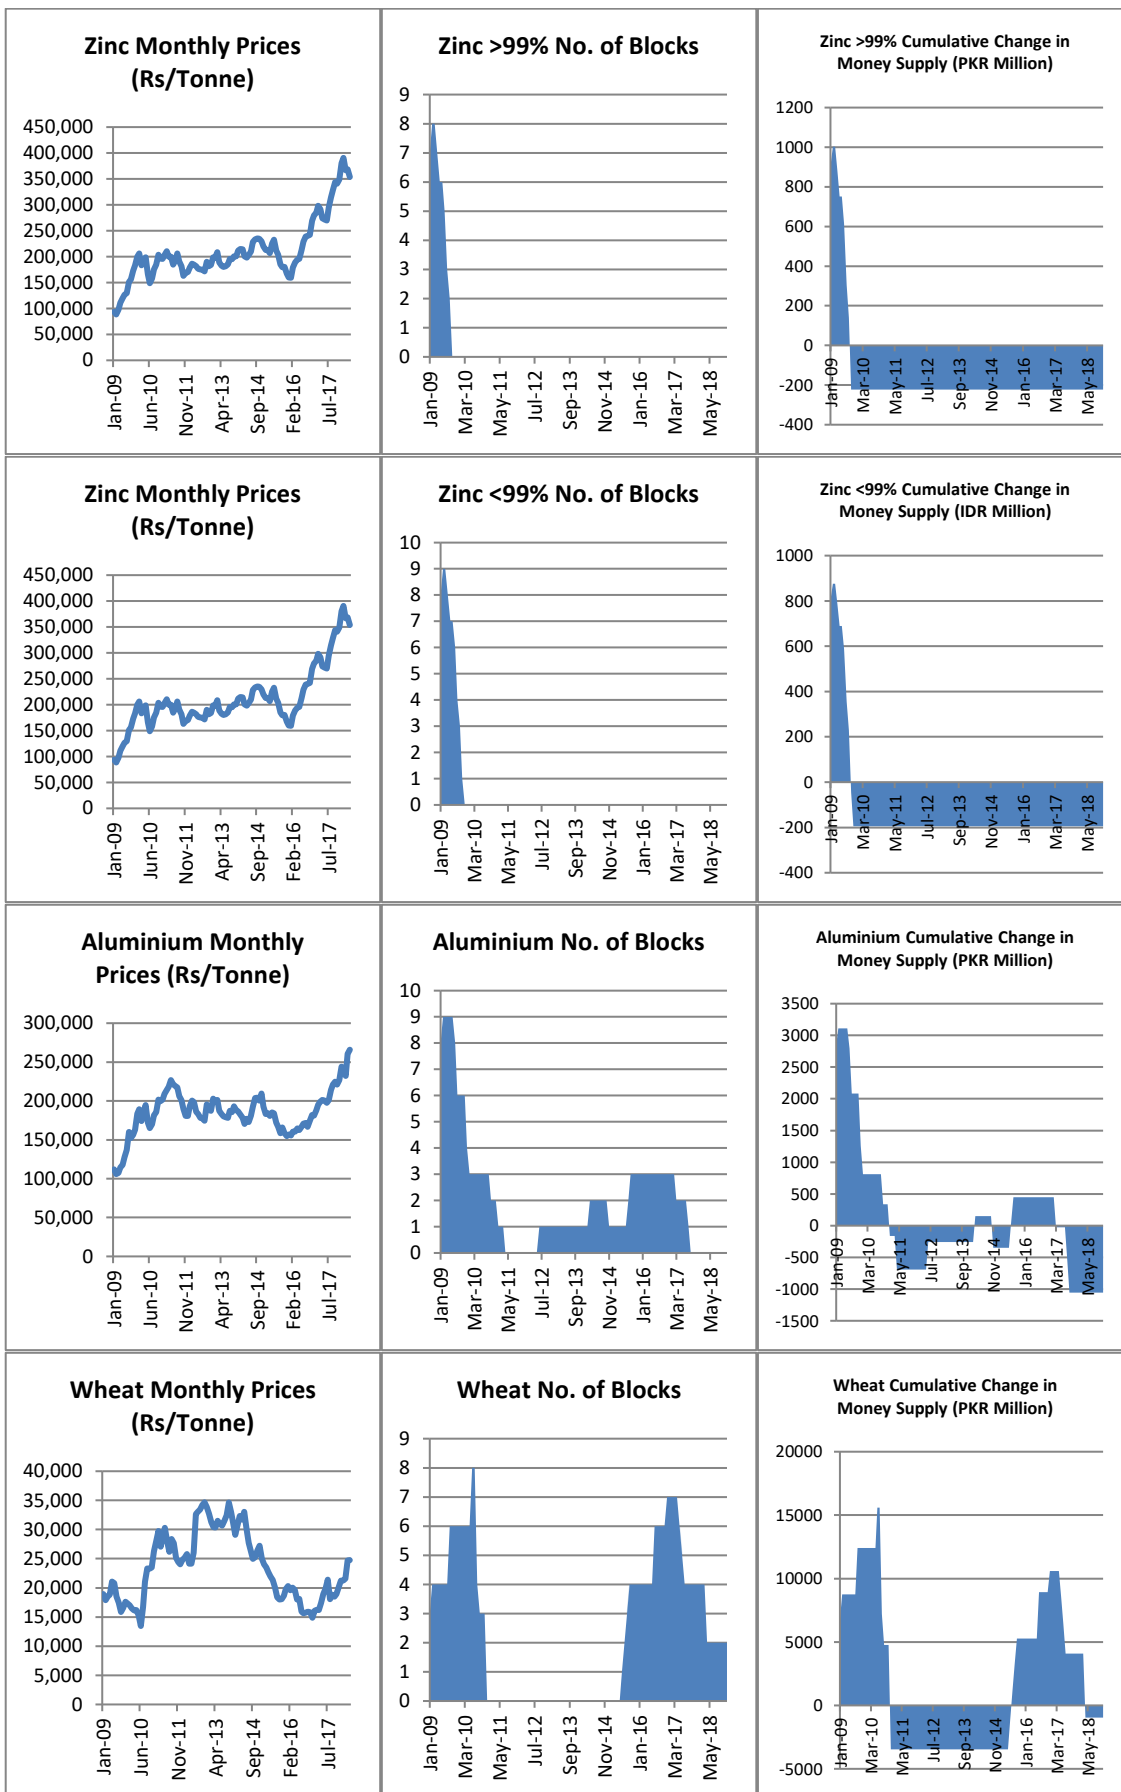 Zinc Monthly Prices
(Rs/Tonne)
450,000
400,000
350,000
300,000
250,000
200,000
150,000
100,000
50,000
0
Jan-09
Jun-10
Nov-11
Apr-13
Sep-14
Feb-16
Jul-17
Zinc >99% No. of Blocks
9
8
7
6
5
4
3
2
1
0
Jan-09
Mar-10
May-11
Jul-12
Sep-13
Nov-14
Jan-16
Mar-17
May-18
Zinc >99% Cumulative Change in
Money Supply (PKR Million)
1200
1000
800
600
400
200
0
-200
-400
Jan-09
Mar-10
May-11
Jul-12
Sep-13
Nov-14
Jan-16
Mar-17
May-18
Zinc Monthly Prices
(Rs/Tonne)
450,000
400,000
350,000
300,000
250,000
200,000
150,000
100,000
50,000
0
Jan-09
Jun-10
Nov-11
Apr-13
Sep-14
Feb-16
Jul-17
Zinc <99% No. of Blocks
10
9
8
7
6
5
4
3
2
1
0
Jan-09
Mar-10
May-11
Jul-12
Sep-13
Nov-14
Jan-16
Mar-17
May-18
Zinc <99% Cumulative Change in
Money Supply (IDR Million)
1000
800
600
400
200
0
-200
-400
Jan-09
Mar-10
May-11
Jul-12
Sep-13
Nov-14
Jan-16
Mar-17
May-18
Aluminium Monthly
Prices (Rs/Tonne)
300,000
250,000
200,000
150,000
100,000
50,000
0
Jan-09
Jun-10
Nov-11
Apr-13
Sep-14
Feb-16
Jul-17
Aluminium No. of Blocks
10
9
8
7
6
5
4
3
2
1
0
Jan-09
Mar-10
May-11
Jul-12
Sep-13
Nov-14
Jan-16
Mar-17
May-18
Aluminium Cumulative Change in
Money Supply (PKR Million)
3500
3000
2500
2000
1500
1000
500
0
-500
-1000
-1500
Jan-09
Mar-10
May-11
Jul-12
Sep-13
Nov-14
Jan-16
Mar-17
May-18
Wheat Monthly Prices
(Rs/Tonne)
40,000
35,000
30,000
25,000
20,000
15,000
10,000
5,000
0
Jan-09
Jun-10
Nov-11
Apr-13
Sep-14
Feb-16
Jul-17
Wheat No. of Blocks
9
8
7
6
5
4
3
2
1
0
Jan-09
Mar-10
May-11
Jul-12
Sep-13
Nov-14
Jan-16
Mar-17
May-18
Wheat Cumulative Change in
Money Supply (PKR Million)
20000
15000
10000
5000
0
-5000
Jan-09
Mar-10
May-11
Jul-12
Sep-13
Nov-14
Jan-16
Mar-17
May-18